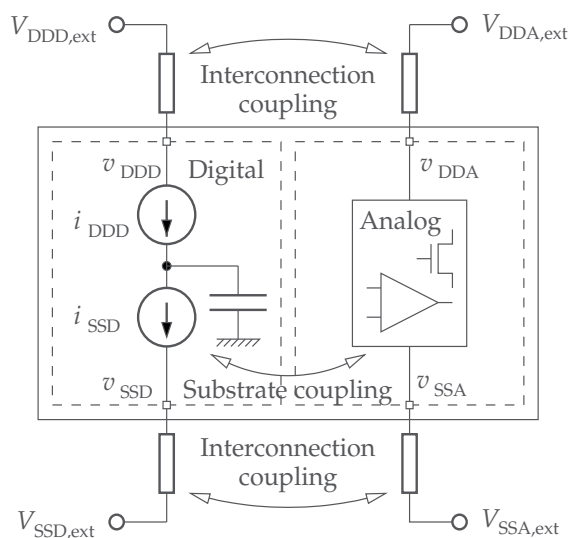 V_DDD,ext
V_DDA,ext
Interconnection
coupling
v_DDD
Digital
v_DDA
i_DDD
Analog
i_SSD
v_SSD
Substrate coupling
v_SSA
Interconnection
coupling
V_SSD,ext
V_SSA,ext